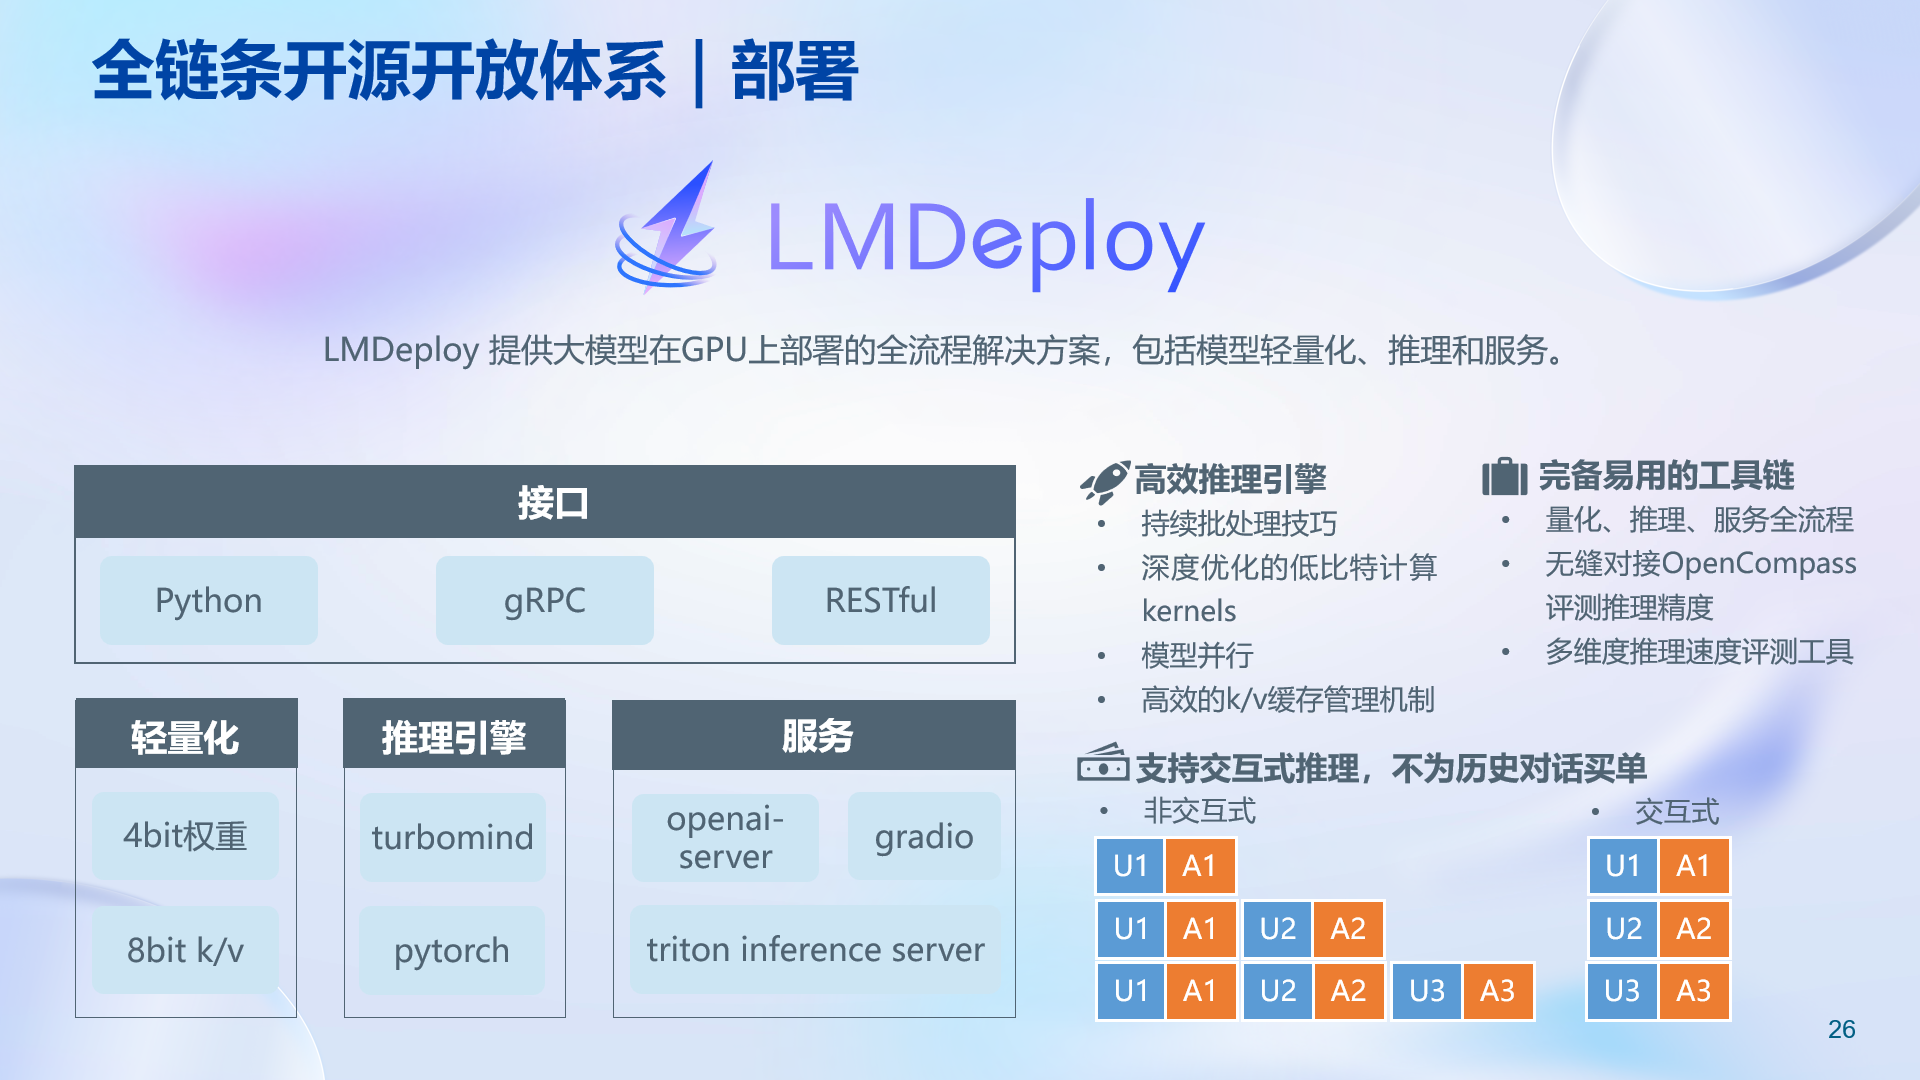 全链条开源开放体系｜部署
LMDeploy
LMDeploy 提供大模型在GPU上部署的全流程解决方案，包括模型轻量化、推理和服务。
接口
Python
gRPC
RESTful
轻量化
4bit权重
8bit k/v
推理引擎
turbomind
pytorch
服务
openai-
server
gradio
triton inference server
高效推理引擎
• 持续批处理技巧
• 深度优化的低比特计算
kernels
• 模型并行
• 高效的k/v缓存管理机制
完备易用的工具链
• 量化、推理、服务全流程
• 无缝对接OpenCompass
评测推理精度
• 多维度推理速度评测工具
支持交互式推理，不为历史对话买单
• 非交互式
U1 A1
U1 A1 U2 A2
U1 A1 U2 A2 U3 A3
• 交互式
U1 A1
U2 A2
U3 A3
26